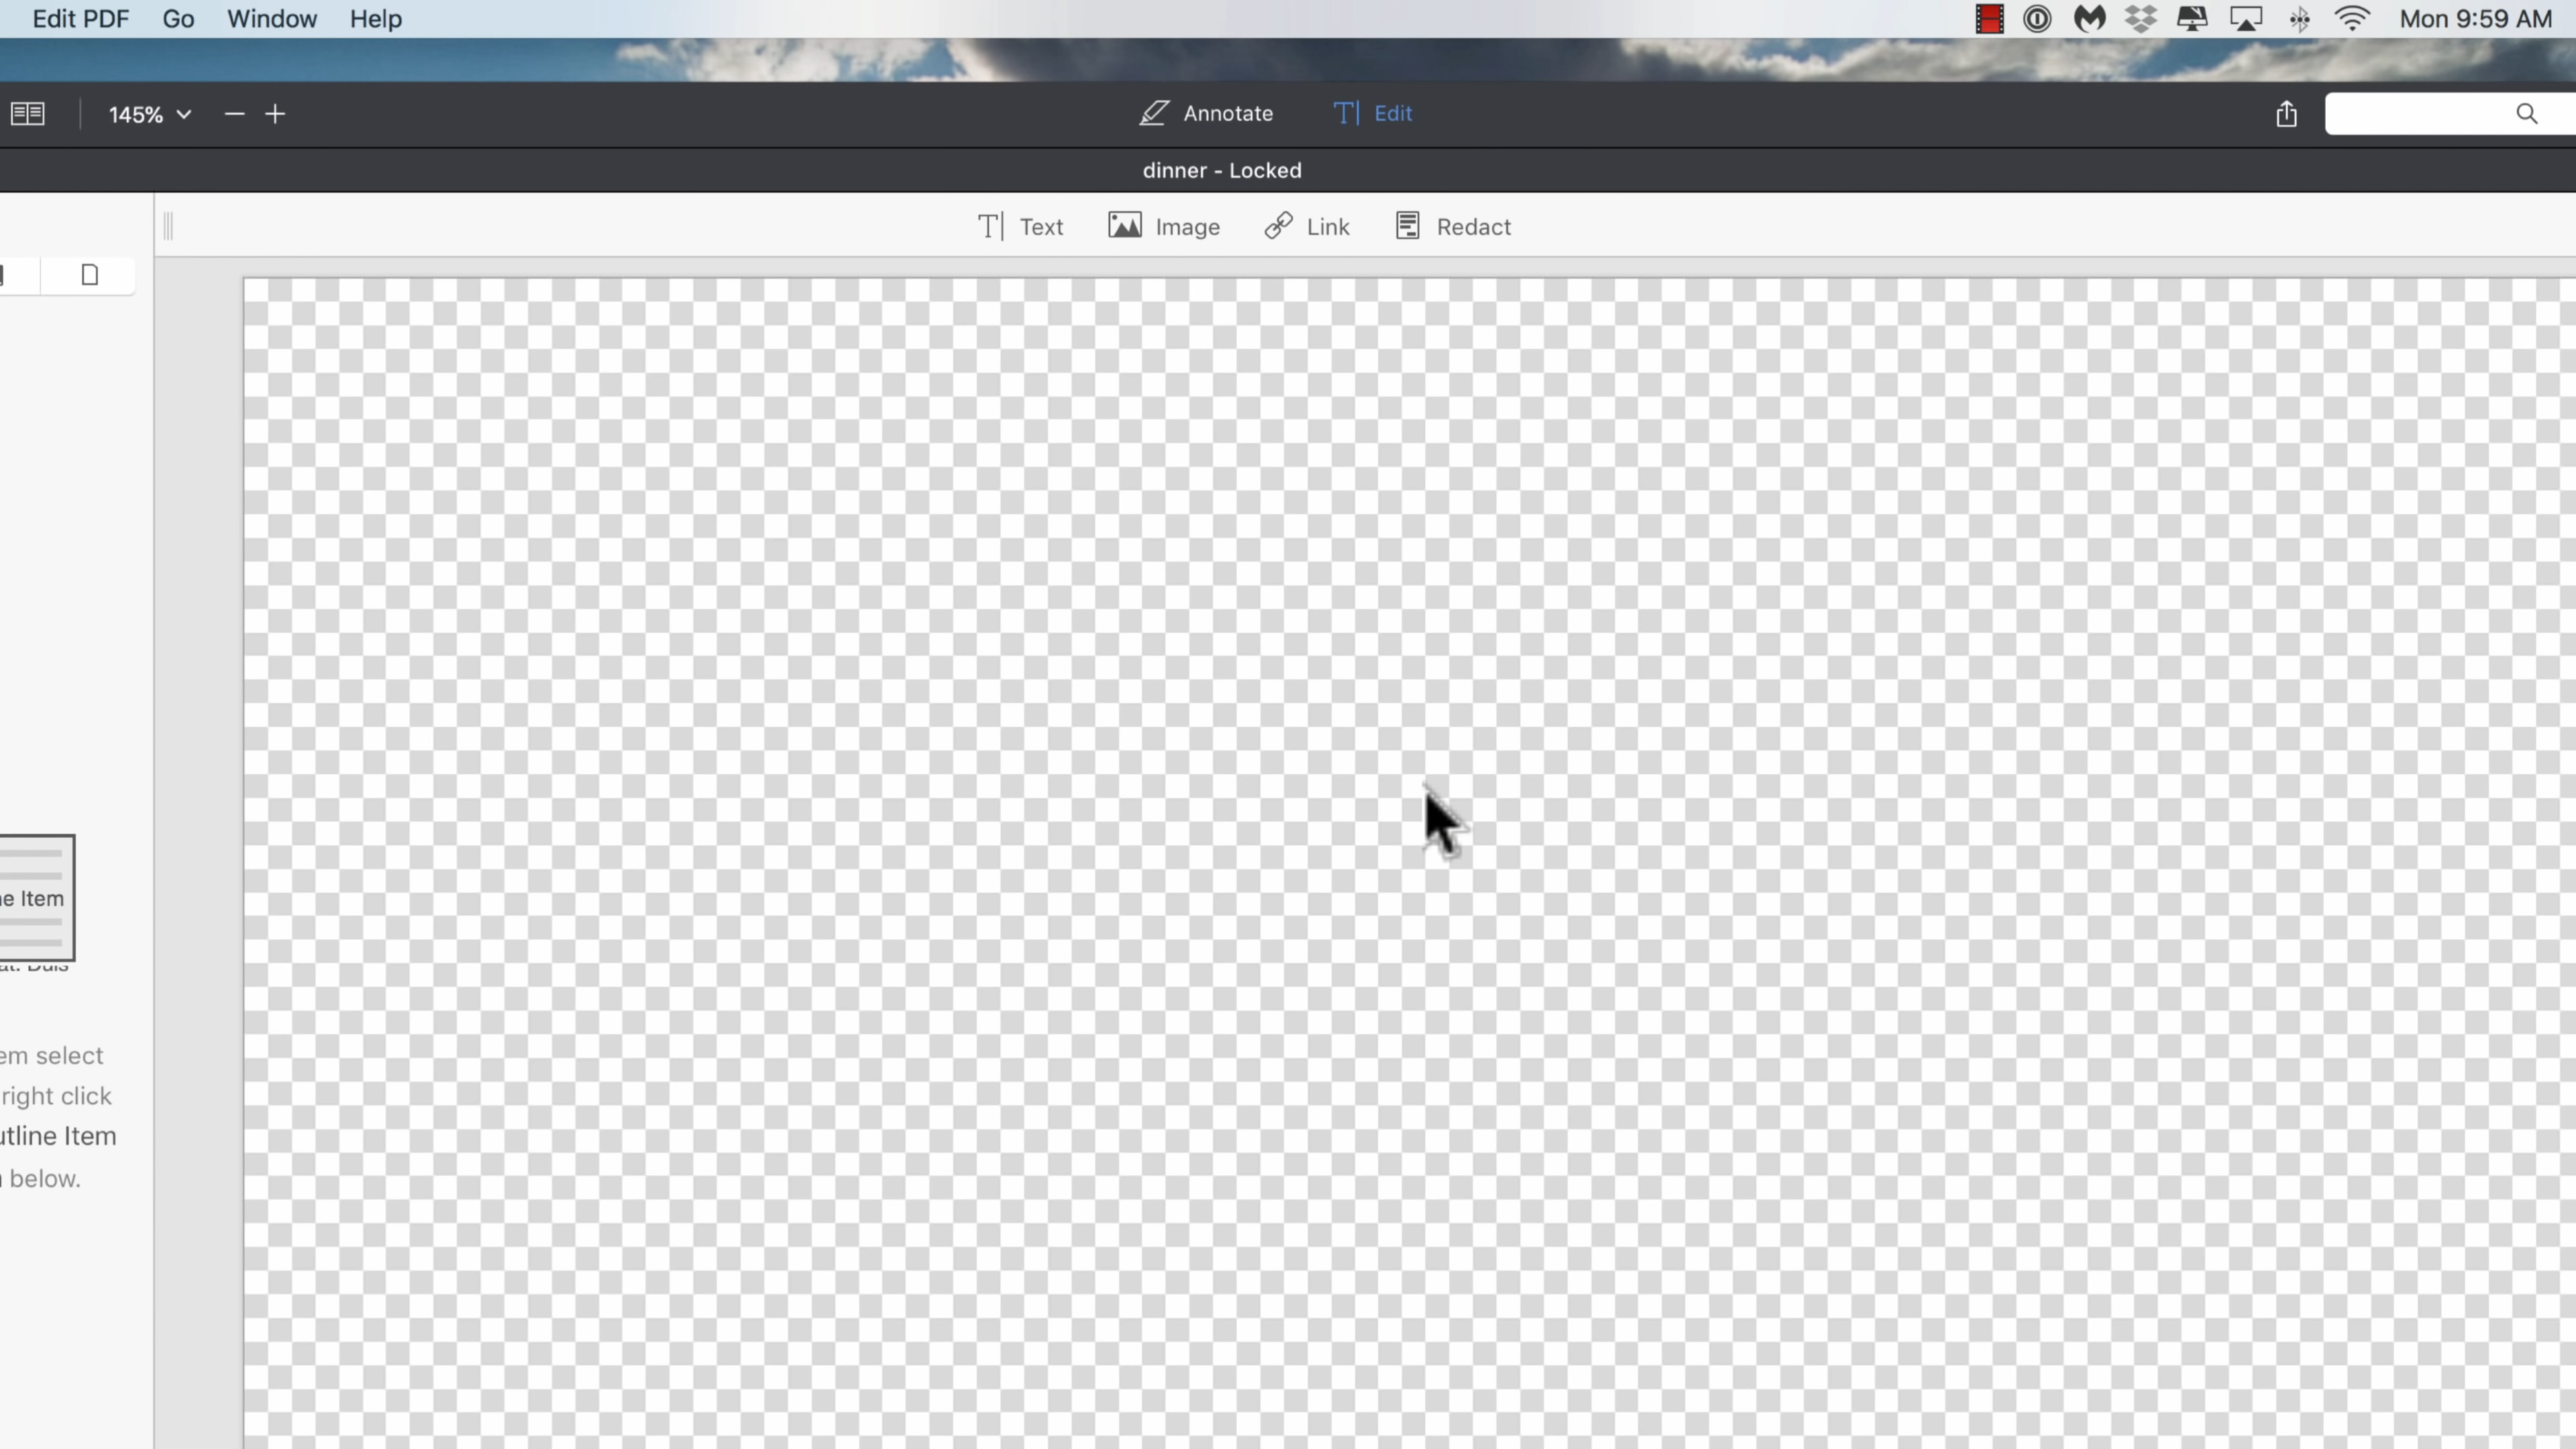 Edit PDF Go Window Help Mon 9:59 AM
145% Annotate Edit
dinner - Locked
Text Image Link Redact
Item
em select
right click
utline Item
below.